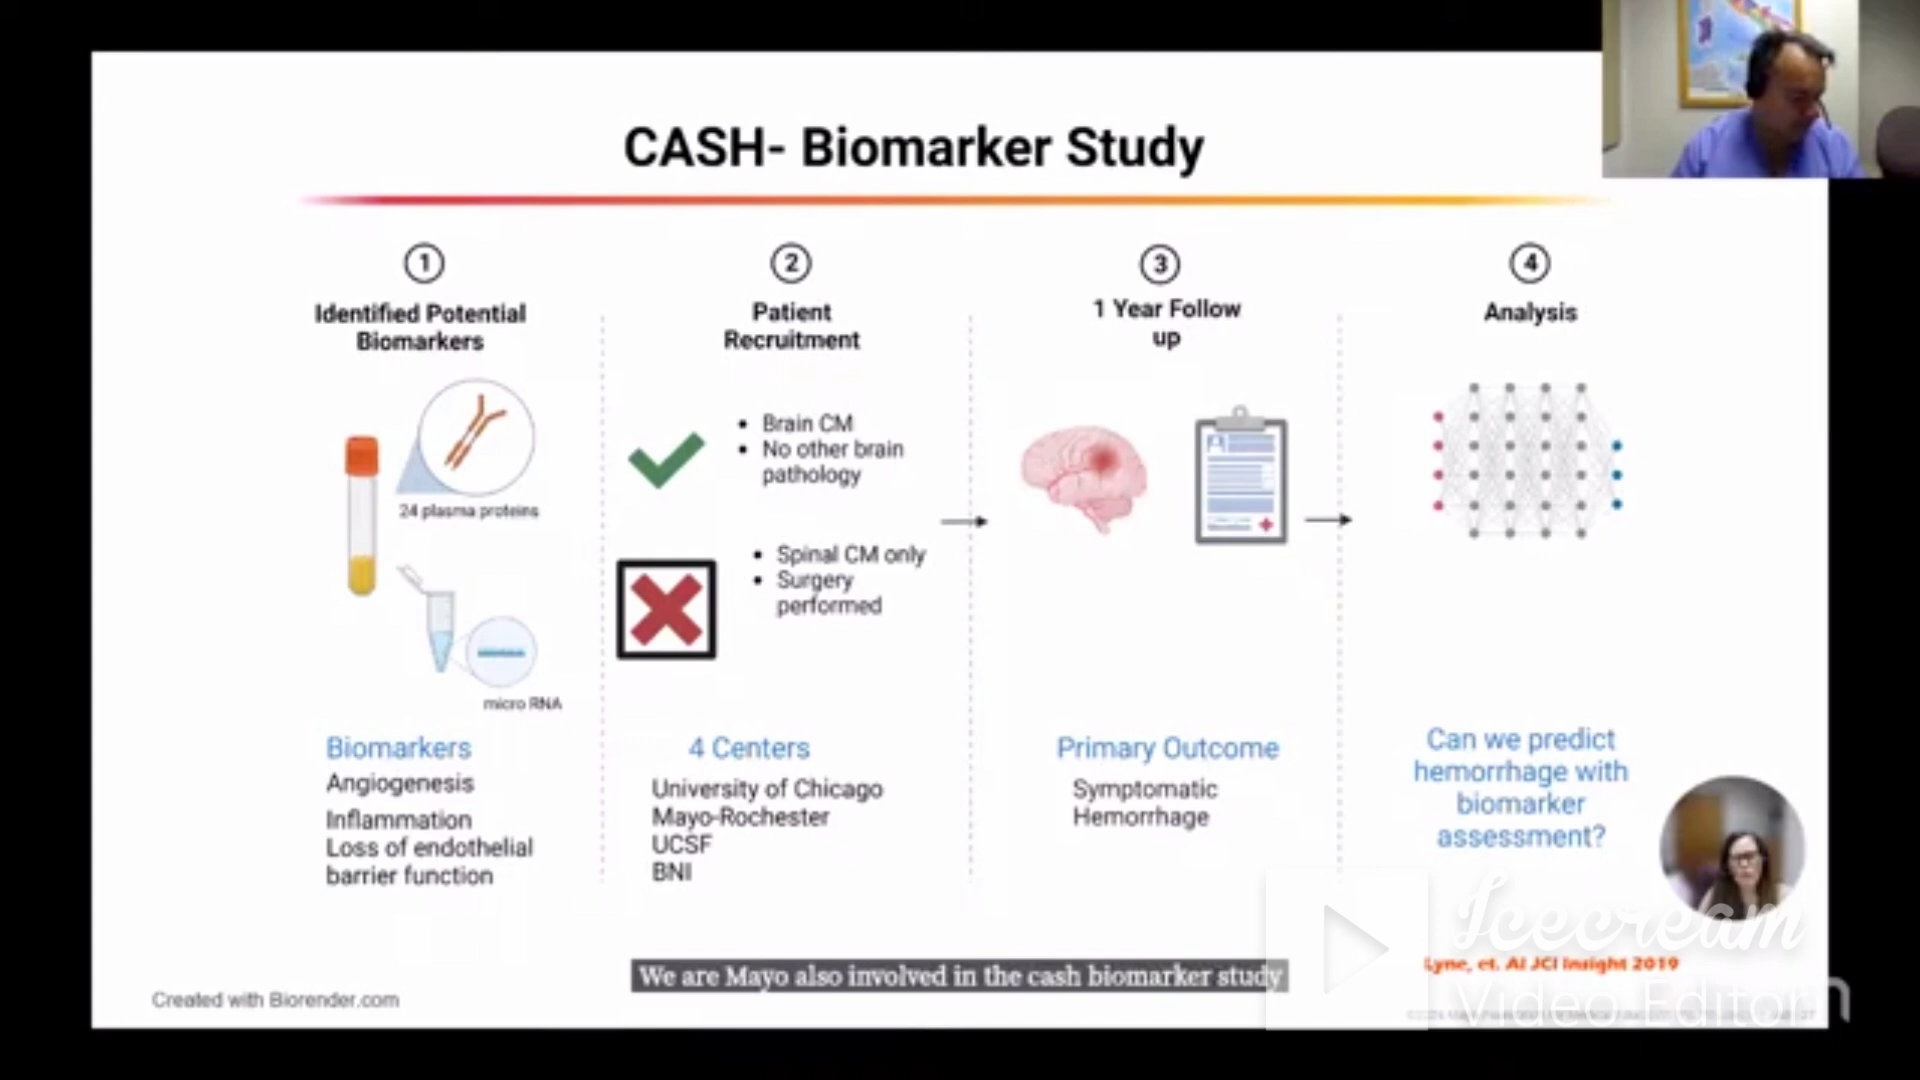 CASH- Biomarker Study
1
Identified Potential
Biomarkers
24 plasma proteins
micro RNA
Biomarkers
Angiogenesis
Inflammation
Loss of endothelial
barrier function
2
Patient
Recruitment
• Brain CM
• No other brain
pathology
• Spinal CM only
• Surgery
performed
4 Centers
University of Chicago
Mayo-Rochester
UCSF
BNI
3
1 Year Follow
up
Primary Outcome
Symptomatic
Hemorrhage
4
Analysis
Can we predict
hemorrhage with
biomarker
assessment?
Lyne, et. Al JCI Insight 2019
We are Mayo also involved in the cash biomarker study
Created with Biorender.com
Icecream
Video Editor